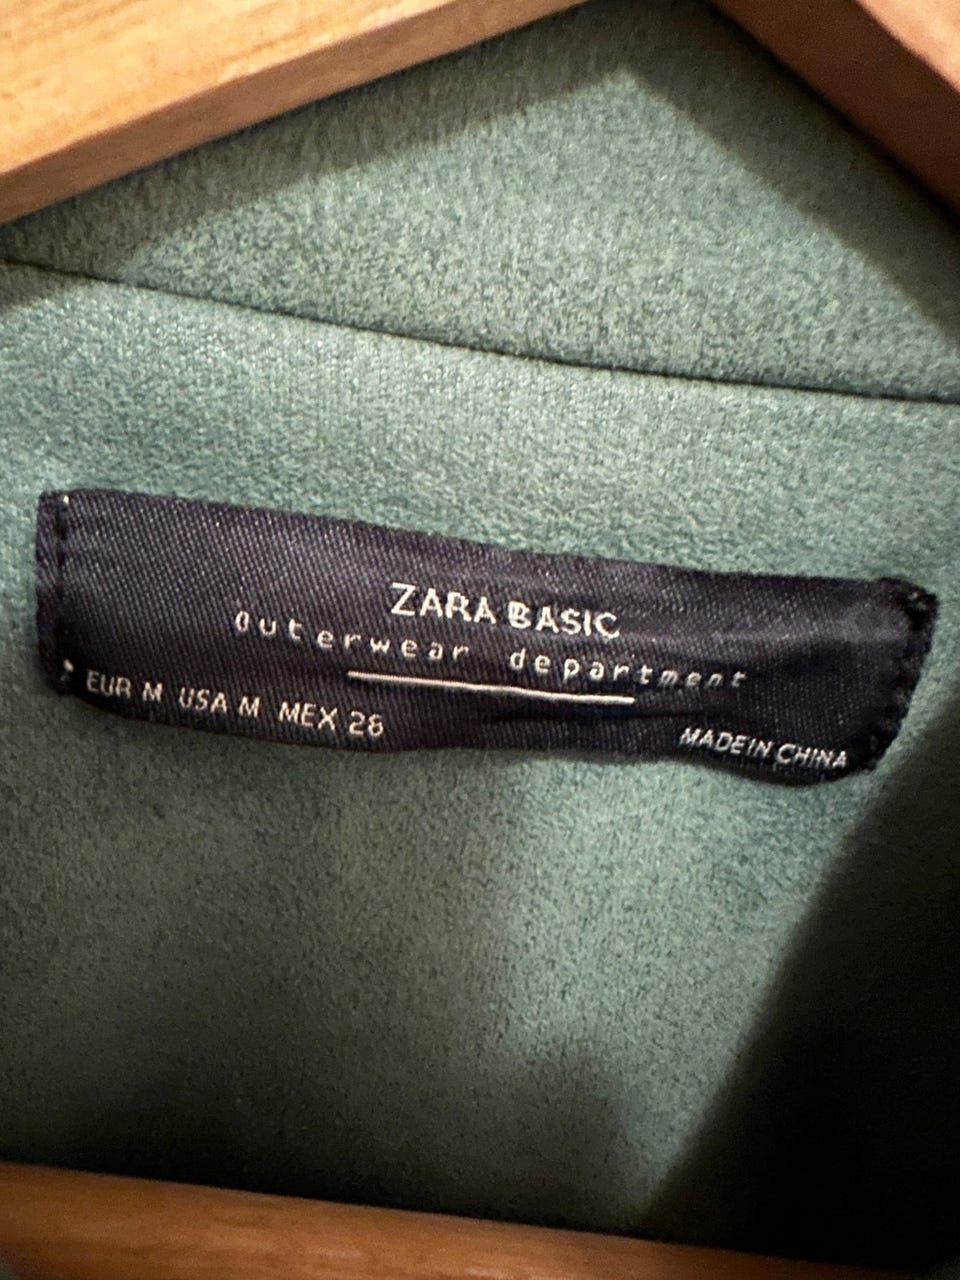 ZARA BASIC
Outerwear department
EUR M USA M MEX 28
MADE IN CHINA